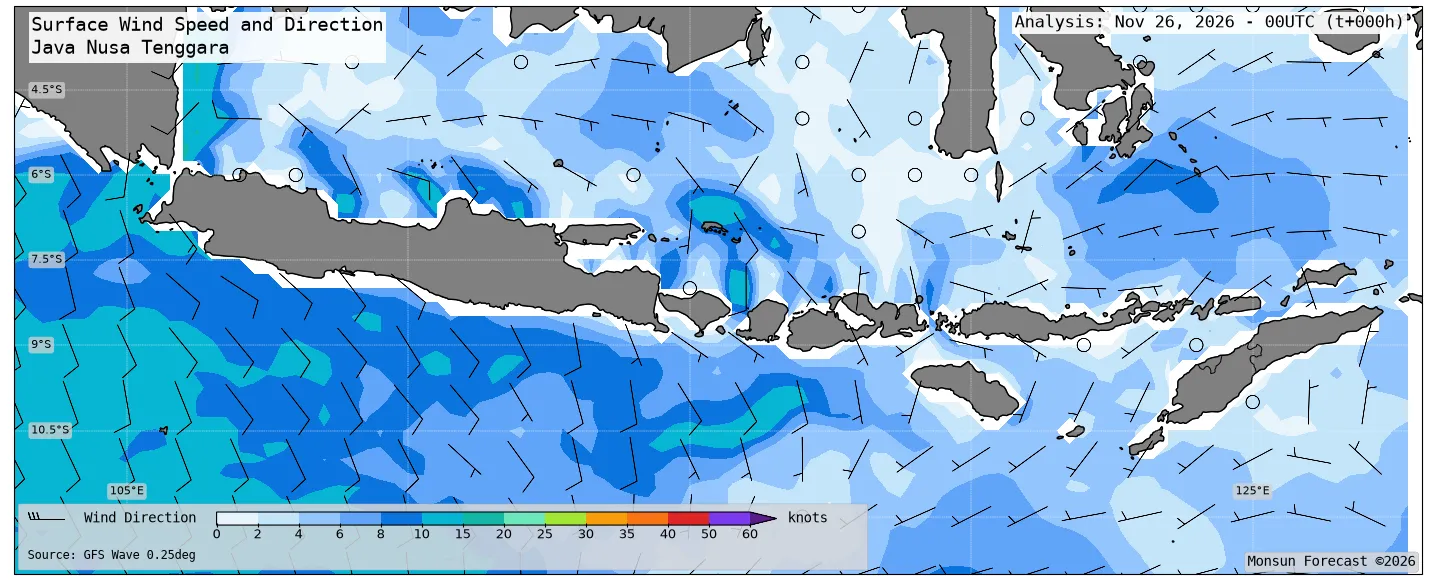 Surface Wind Speed and Direction
Java Nusa Tenggara
Analysis: Nov 26, 2026 - 00UTC (t+000h)
4.5°S
6°S
7.5°S
9°S
10.5°S
105°E
125°E
Wind Direction
knots
0 2 4 6 8 10 15 20 25 30 35 40 50 60
Source: GFS Wave 0.25deg
Monsun Forecast ©2026